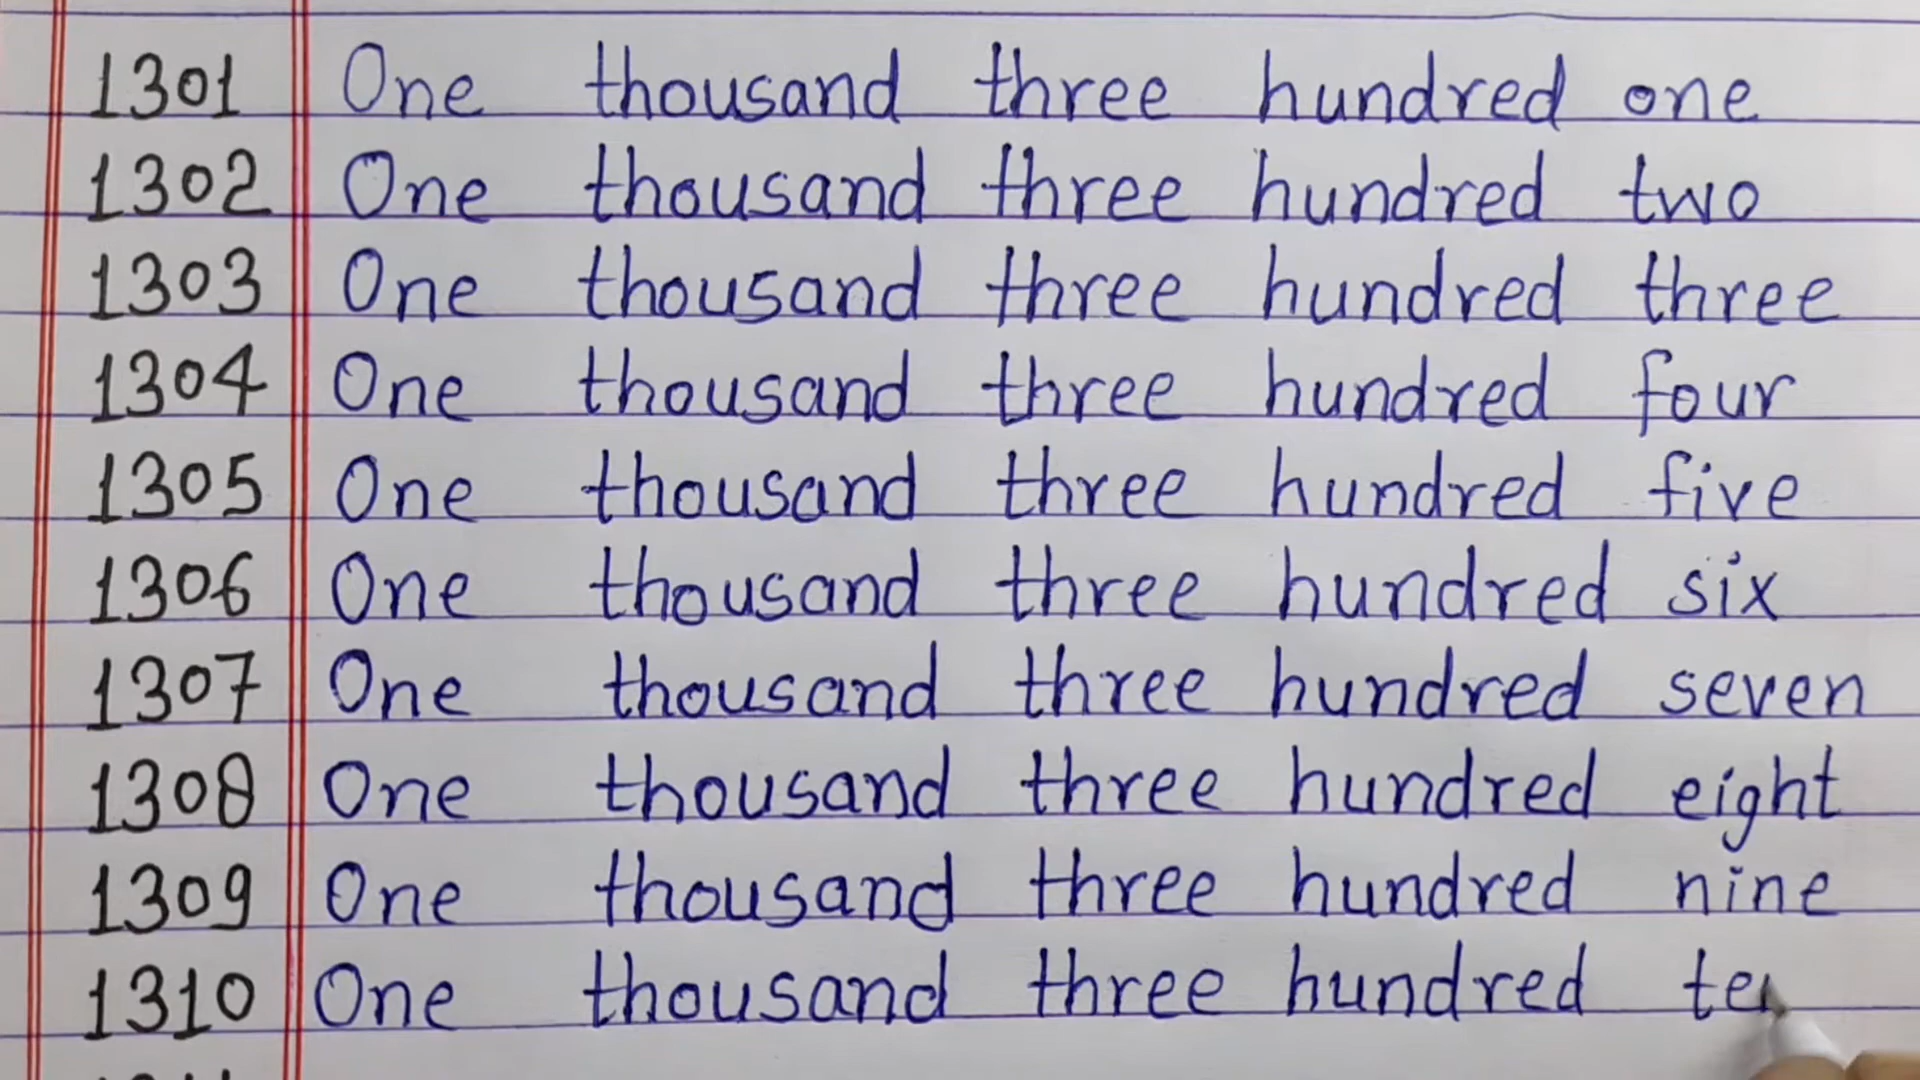 1301 One thousand three hundred one
1302 One thousand three hundred two
1303 One thousand three hundred three
1304 One thousand three hundred four
1305 One thousand three hundred five
1306 One thousand three hundred six
1307 One thousand three hundred seven
1308 One thousand three hundred eight
1309 One thousand three hundred nine
1310 One thousand three hundred